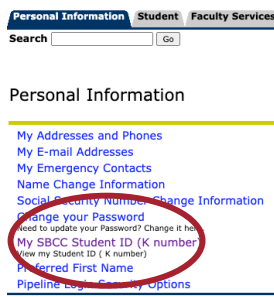 Personal Information Student Faculty Services
Search Go
Personal Information
My Addresses and Phones
My E-mail Addresses
My Emergency Contacts
Name Change Information
Social Security Number Change Information
Change your Password
Need to update your Password? Change it here
My SBCC Student ID (K number)
View my Student ID ( K number)
Preferred First Name
Pipeline Login Security Options